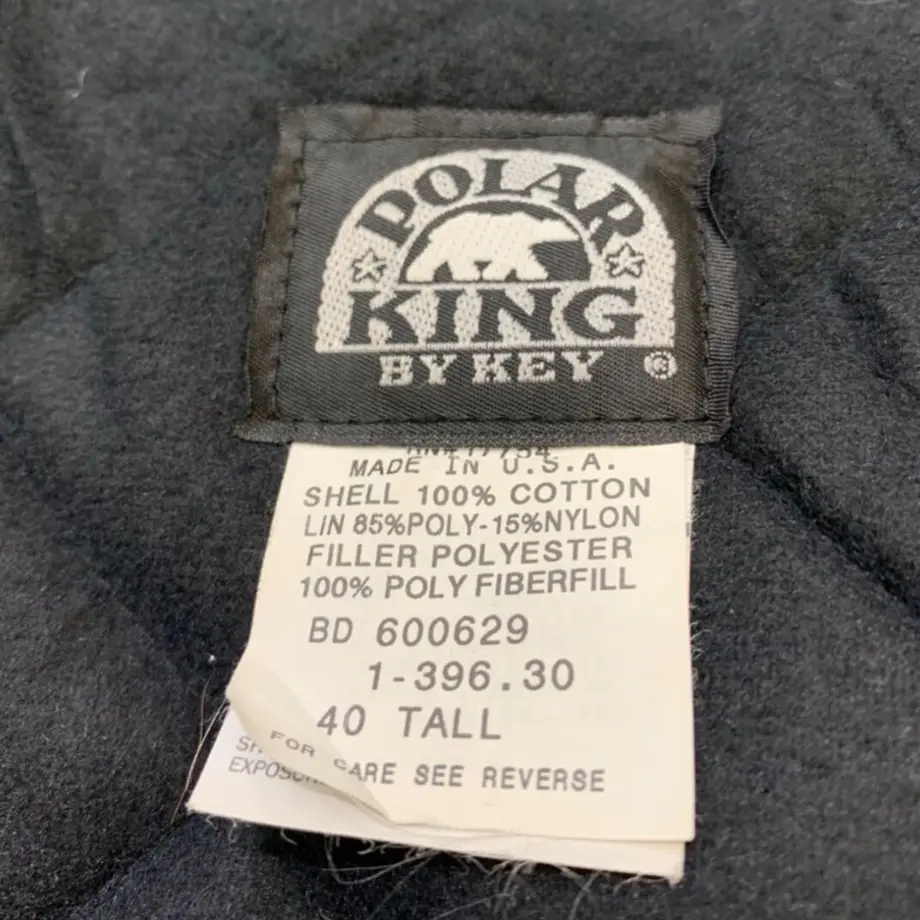 POLAR
KING
BY KEY ®
MADE IN U.S.A.
SHELL 100% COTTON
LIN 85%POLY-15%NYLON
FILLER POLYESTER
100% POLY FIBERFILL
BD 600629
1-396.30
40 TALL
FOR CARE SEE REVERSE